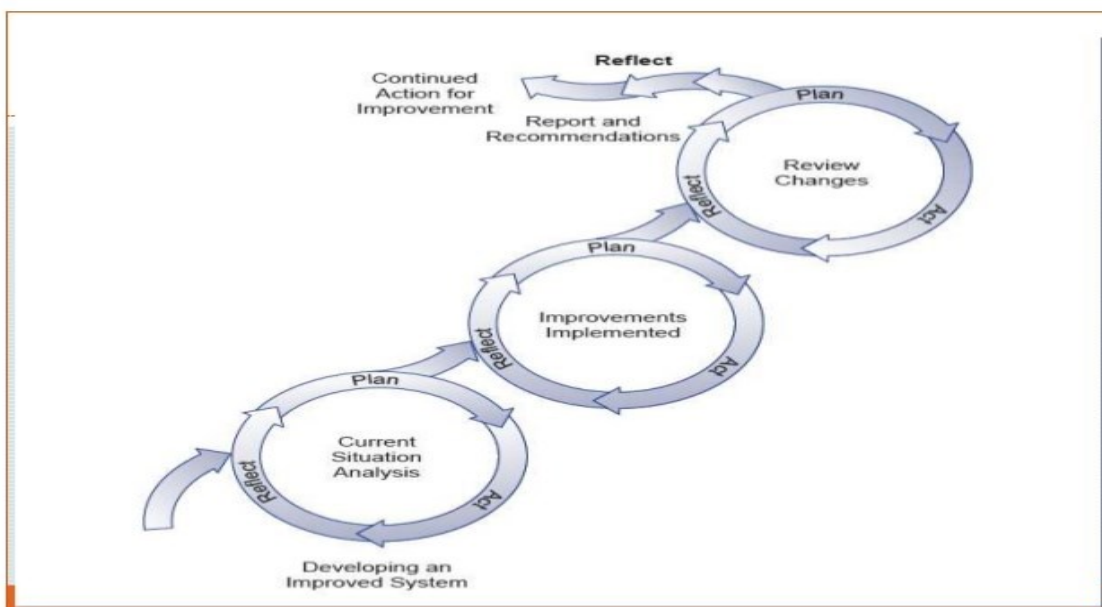 Reflect
Continued
Action for
Improvement
Report and
Recommendations
Plan
Review
Changes
Reflect
Act
Plan
Improvements
Implemented
Reflect
Act
Plan
Current
Situation
Analysis
Reflect
Act
Developing an
Improved System